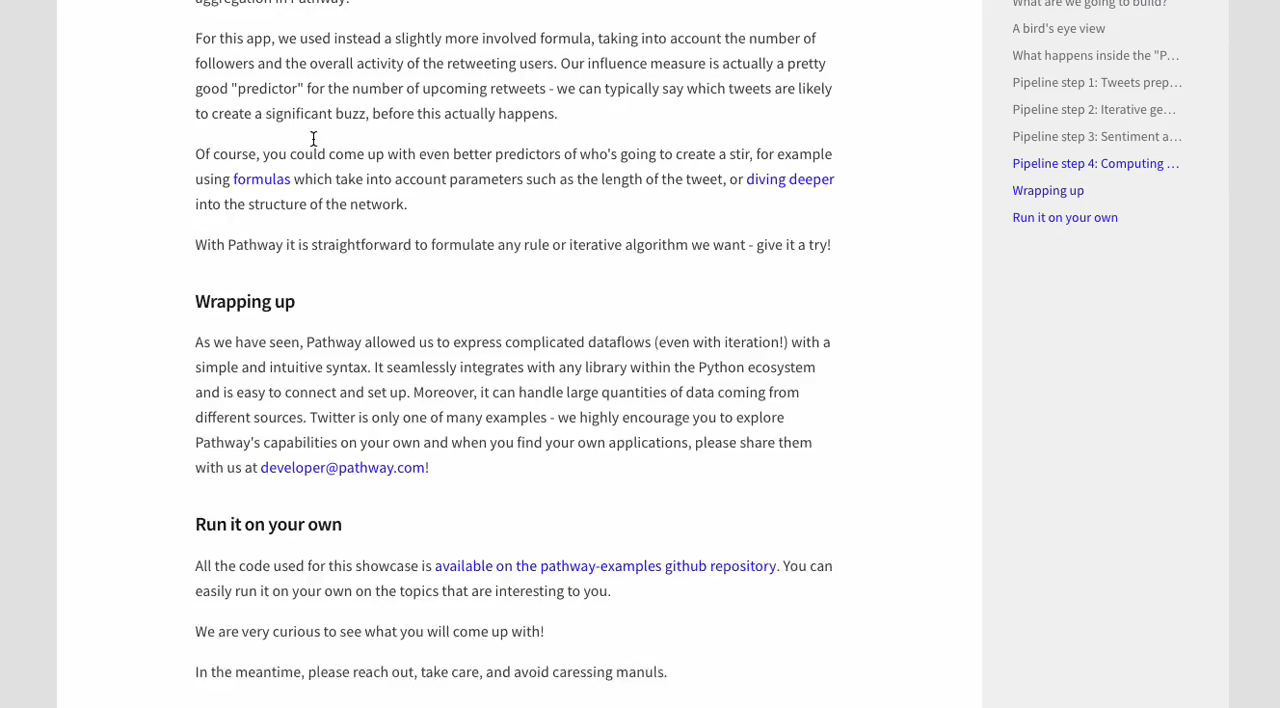 aggregation in Pathway.
For this app, we used instead a slightly more involved formula, taking into account the number of
followers and the overall activity of the retweeting users. Our influence measure is actually a pretty
good "predictor" for the number of upcoming retweets - we can typically say which tweets are likely
to create a significant buzz, before this actually happens.
Of course, you could come up with even better predictors of who's going to create a stir, for example
using formulas which take into account parameters such as the length of the tweet, or diving deeper
into the structure of the network.
With Pathway it is straightforward to formulate any rule or iterative algorithm we want - give it a try!
Wrapping up
As we have seen, Pathway allowed us to express complicated dataflows (even with iteration!) with a
simple and intuitive syntax. It seamlessly integrates with any library within the Python ecosystem
and is easy to connect and set up. Moreover, it can handle large quantities of data coming from
different sources. Twitter is only one of many examples - we highly encourage you to explore
Pathway's capabilities on your own and when you find your own applications, please share them
with us at developer@pathway.com!
Run it on your own
All the code used for this showcase is available on the pathway-examples github repository. You can
easily run it on your own on the topics that are interesting to you.
We are very curious to see what you will come up with!
In the meantime, please reach out, take care, and avoid caressing manuls.
What are we going to build?
A bird's eye view
What happens inside the "P…
Pipeline step 1: Tweets prep…
Pipeline step 2: Iterative ge…
Pipeline step 3: Sentiment a…
Pipeline step 4: Computing …
Wrapping up
Run it on your own